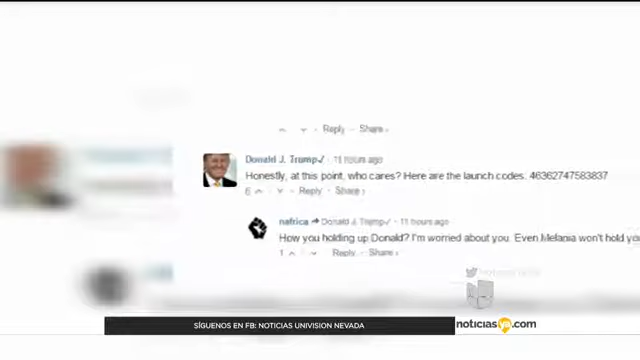 Reply · Share ›
Donald J. Trump✓ · 11 hours ago
Honestly, at this point, who cares? Here are the launch codes. 46362747583837
6 · Reply · Share ›
nafrica → Donald J. Trump✓ · 11 hours ago
How you holding up Donald? I'm worried about you. Even Melania won't hold yo
1 · Reply · Share ›
SÍGUENOS EN FB: NOTICIAS UNIVISION NEVADA
noticiasya.com